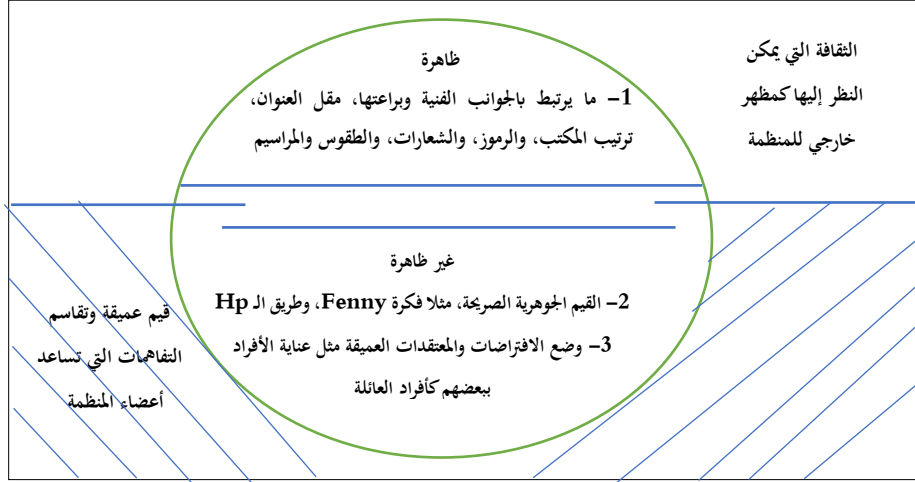 الثقافة التي يمكن
النظر إليها كمظهر
خارجي للمنظمة
ظاهرة
1- ما يرتبط بالجوانب الفنية وبراعتها، مقل العنوان،
ترتيب المكتب، والرموز، والشعارات، والطقوس والمراسيم
غير ظاهرة
2- القيم الجوهرية الصريحة، مثلا فكرة Fenny، وطريق الـ Hp
3- وضع الافتراضات والمعتقدات العميقة مثل عناية الأفراد
ببعضهم كأفراد العائلة
قيم عميقة وتقاسم
التفاهمات التي تساعد
أعضاء المنظمة